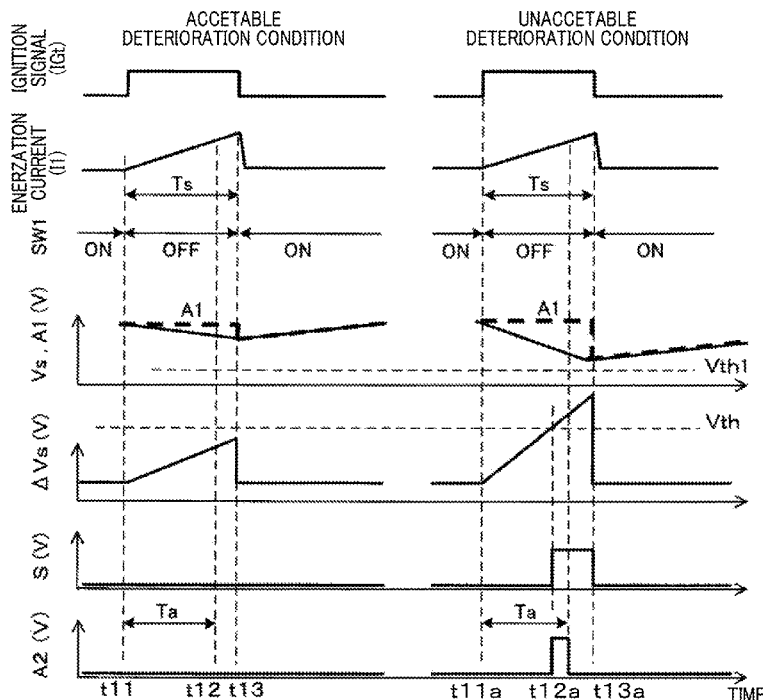 ACCETABLE
DETERIORATION CONDITION
UNACCETABLE
DETERIORATION CONDITION
IGNITION
SIGNAL
(IGt)
ENERZATION
CURRENT
(I1)
Ts
Ts
SW1
ON
OFF
ON
ON
OFF
ON
Vs , A1 (V)
A1
A1
Vth1
ΔVs (V)
Vth
S (V)
A2 (V)
Ta
Ta
t11
t12
t13
t11a
t12a
t13a
TIME